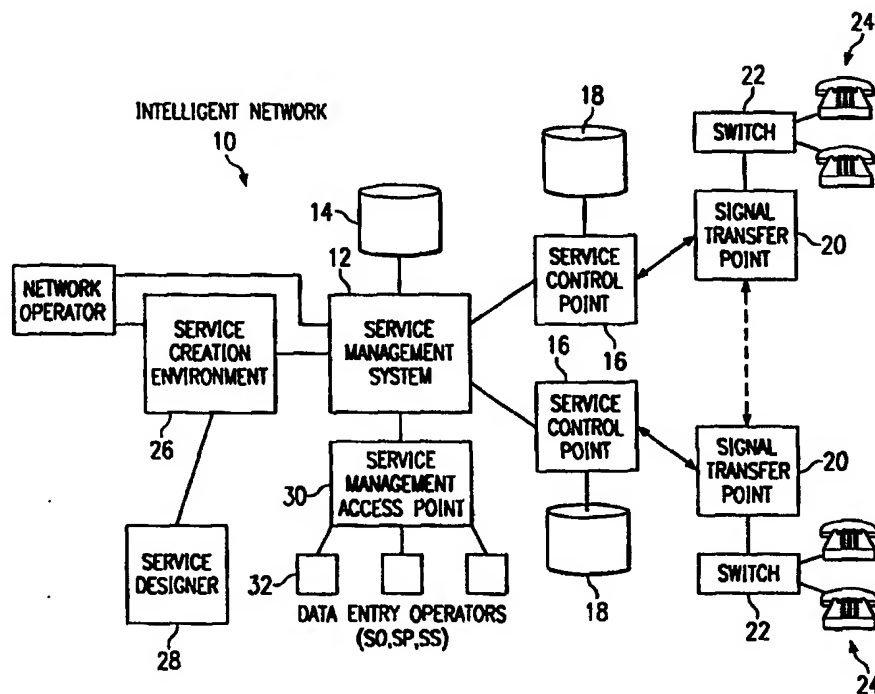 INTELLIGENT NETWORK
10
14
12
18
22
24
SWITCH
SIGNAL
TRANSFER
POINT
20
SERVICE
CONTROL
POINT
16
NETWORK
OPERATOR
SERVICE
CREATION
ENVIRONMENT
26
SERVICE
MANAGEMENT
SYSTEM
16
SERVICE
CONTROL
POINT
18
SIGNAL
TRANSFER
POINT
20
SERVICE
MANAGEMENT
ACCESS POINT
30
SERVICE
DESIGNER
28
32
DATA ENTRY OPERATORS
(SO,SP,SS)
SWITCH
22
24